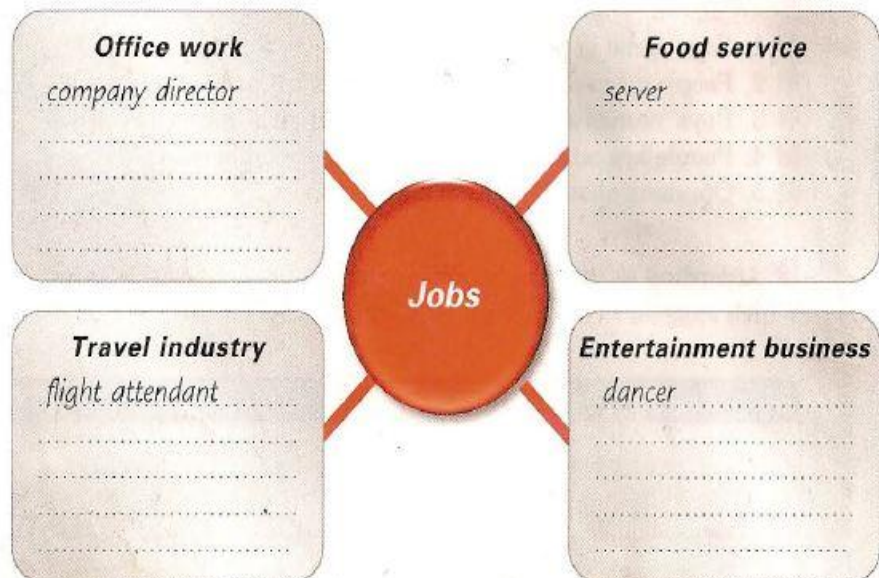 Office work
company director
Food service
server
Jobs
Travel industry
flight attendant
Entertainment business
dancer